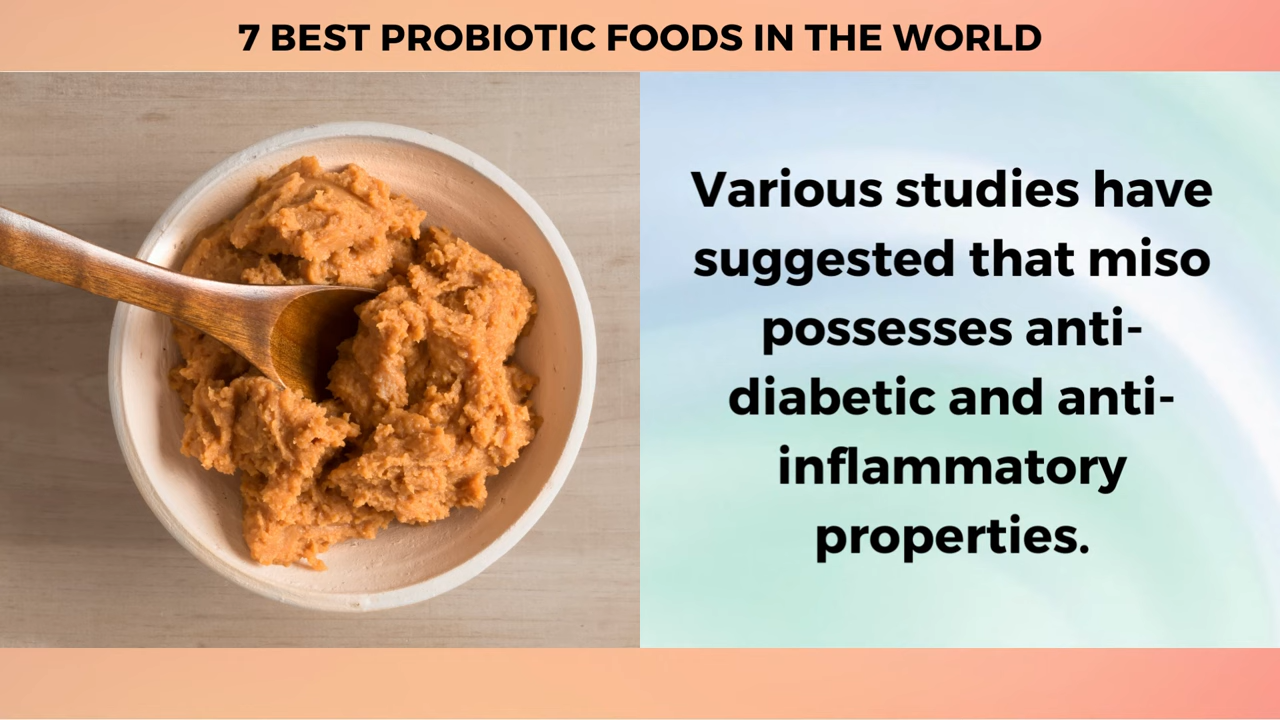 7 BEST PROBIOTIC FOODS IN THE WORLD
Various studies have
suggested that miso
possesses anti-
diabetic and anti-
inflammatory
properties.